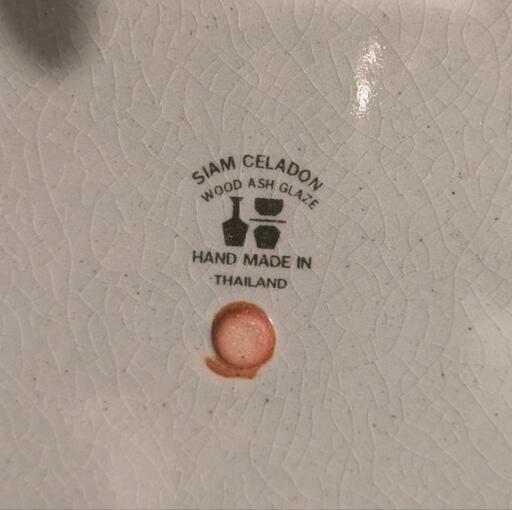 SIAM CELADON
WOOD ASH GLAZE
HAND MADE IN
THAILAND